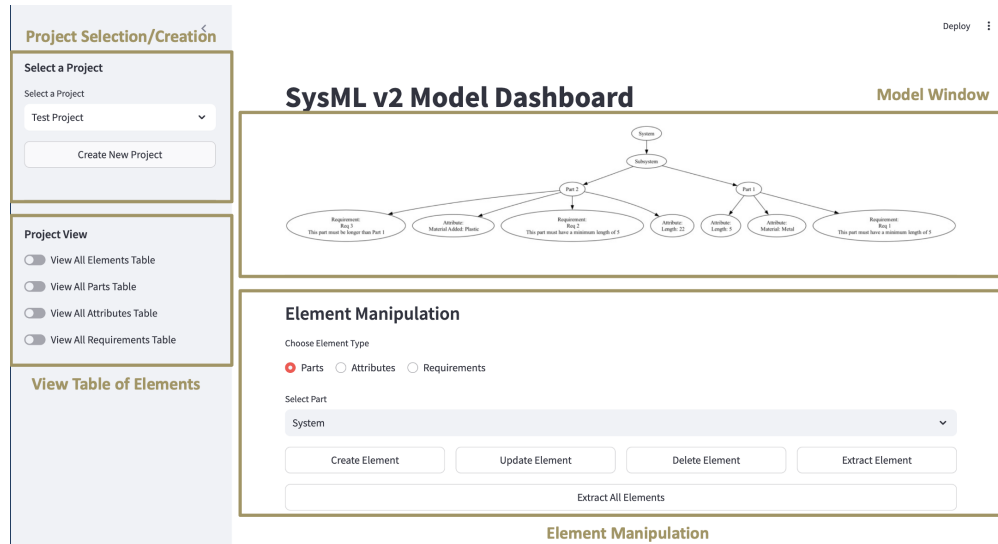 Project Selection/Creation
Select a Project
Select a Project
Test Project
Create New Project
Project View
View All Elements Table
View All Parts Table
View All Attributes Table
View All Requirements Table
View Table of Elements
Deploy
SysML v2 Model Dashboard
Model Window
System
Subsystem
Part 2
Part 1
Requirement:
Req 3
This part must be longer than Part 1
Attribute:
Material Added: Plastic
Requirement:
Req 2
This part must have a minimum length of 5
Attribute:
Length: 22
Attribute:
Length: 5
Attribute:
Material: Metal
Requirement:
Req 1
This part must have a minimum length of 5
Element Manipulation
Choose Element Type
Parts Attributes Requirements
Select Part
System
Create Element Update Element Delete Element Extract Element
Extract All Elements
Element Manipulation